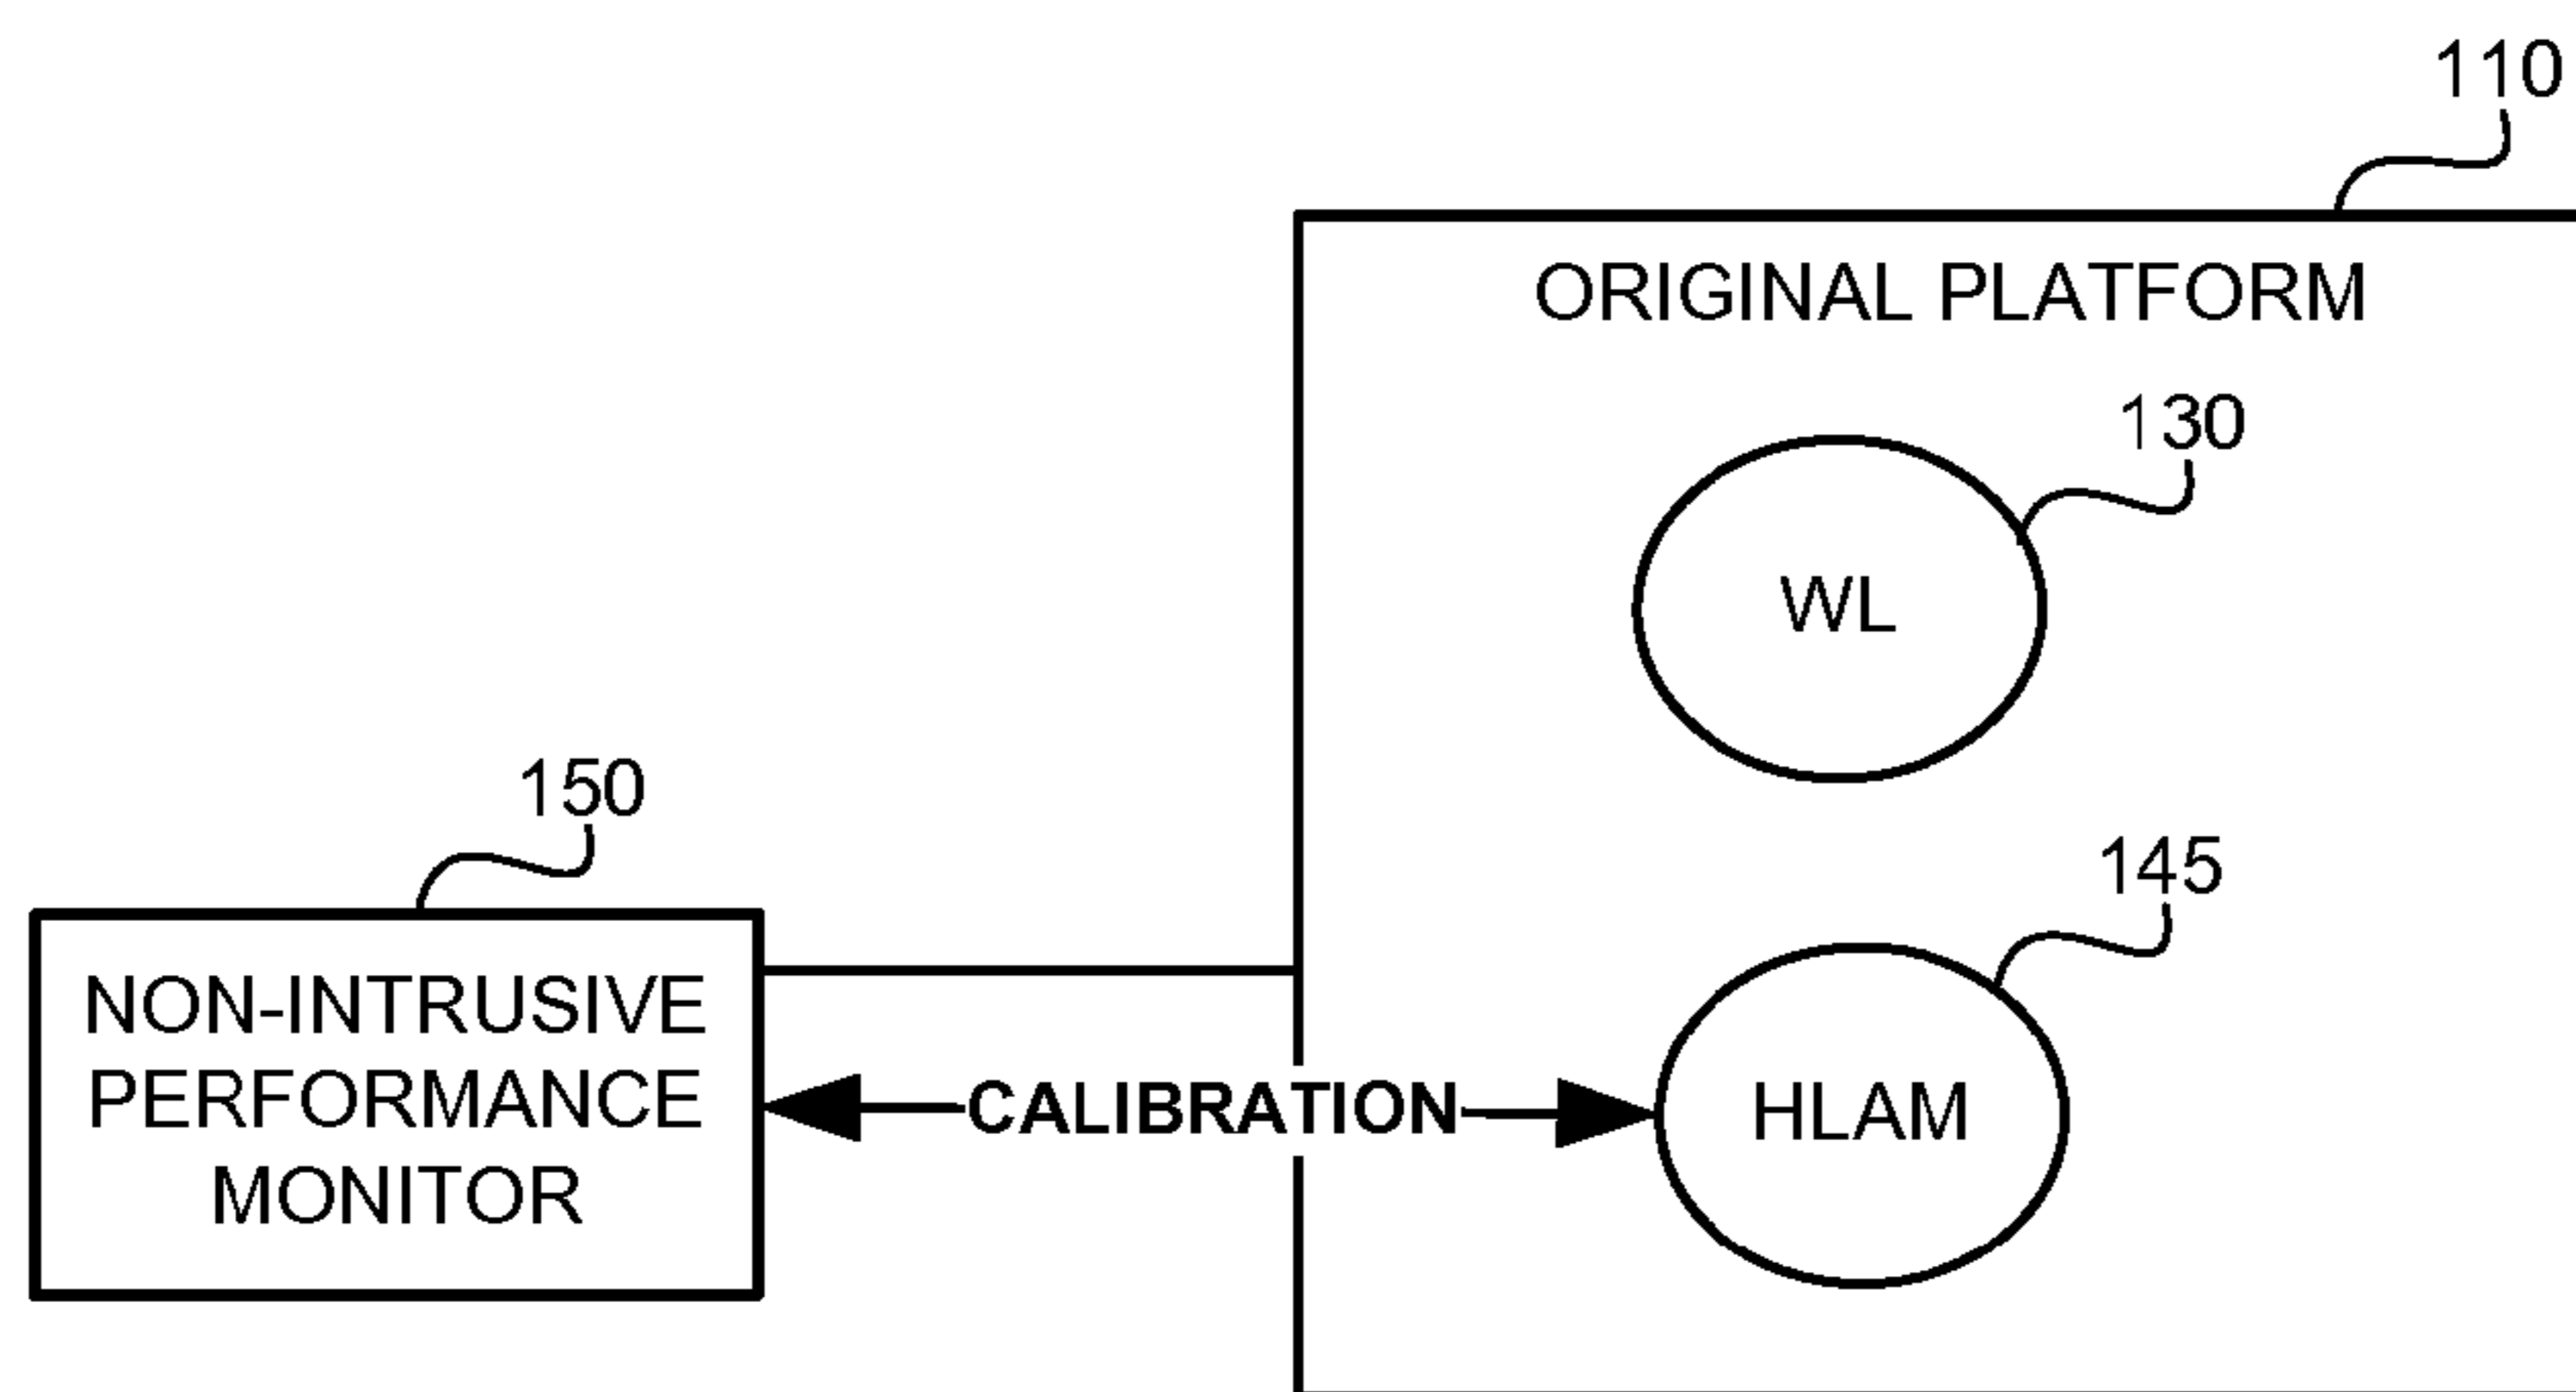 110
ORIGINAL PLATFORM
130
WL
150
145
NON-INTRUSIVE
PERFORMANCE
MONITOR
CALIBRATION
HLAM